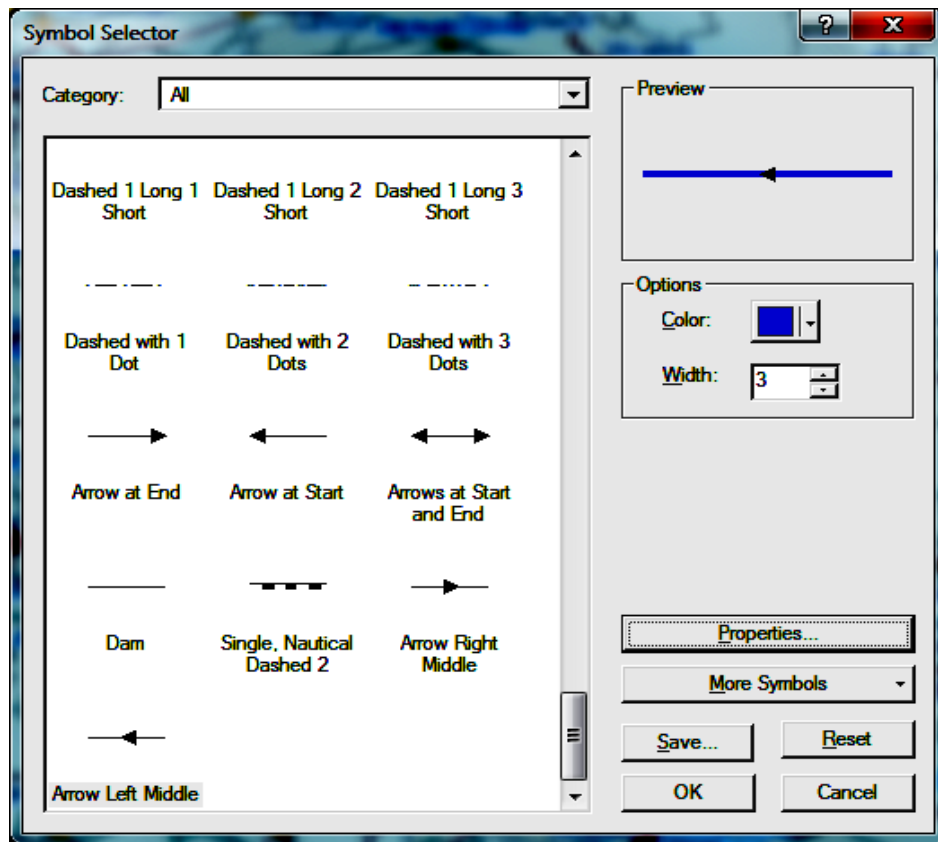 Symbol Selector
?
X
Category:
All
Dashed 1 Long 1
Short
Dashed 1 Long 2
Short
Dashed 1 Long 3
Short
Dashed with 1
Dot
Dashed with 2
Dots
Dashed with 3
Dots
Arrow at End
Arrow at Start
Arrows at Start
and End
Dam
Single, Nautical
Dashed 2
Arrow Right
Middle
Arrow Left Middle
Preview
Options
Color:
Width:
3
Properties...
More Symbols
Save...
Reset
OK
Cancel